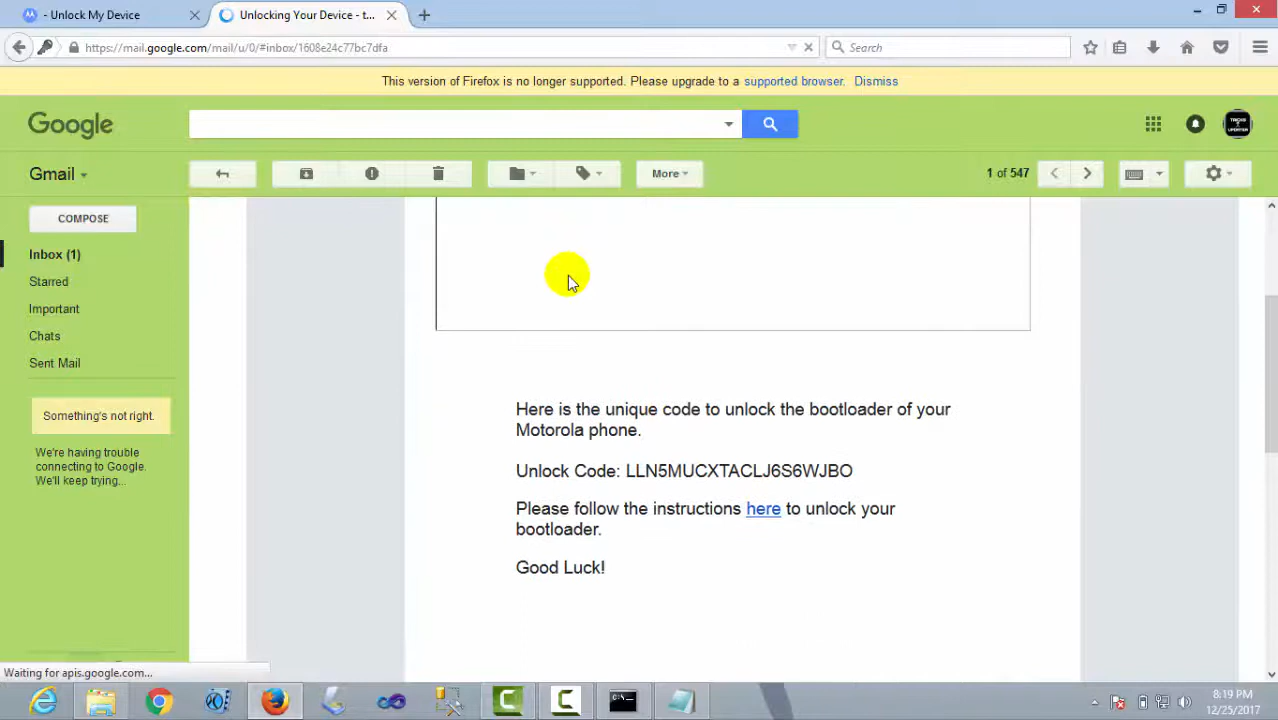 - Unlock My Device
Unlocking Your Device - t...
https://mail.google.com/mail/u/0/#inbox/1608e24c77bc7dfa
Search
This version of Firefox is no longer supported. Please upgrade to a supported browser. Dismiss
Google
Gmail
More
1 of 547
COMPOSE
Inbox (1)
Starred
Important
Chats
Sent Mail
Something's not right.
We're having trouble
connecting to Google.
We'll keep trying...
Here is the unique code to unlock the bootloader of your
Motorola phone.
Unlock Code: LLN5MUCXTACLJ6S6WJBO
Please follow the instructions here to unlock your
bootloader.
Good Luck!
Waiting for apis.google.com...
8:19 PM
12/25/2017